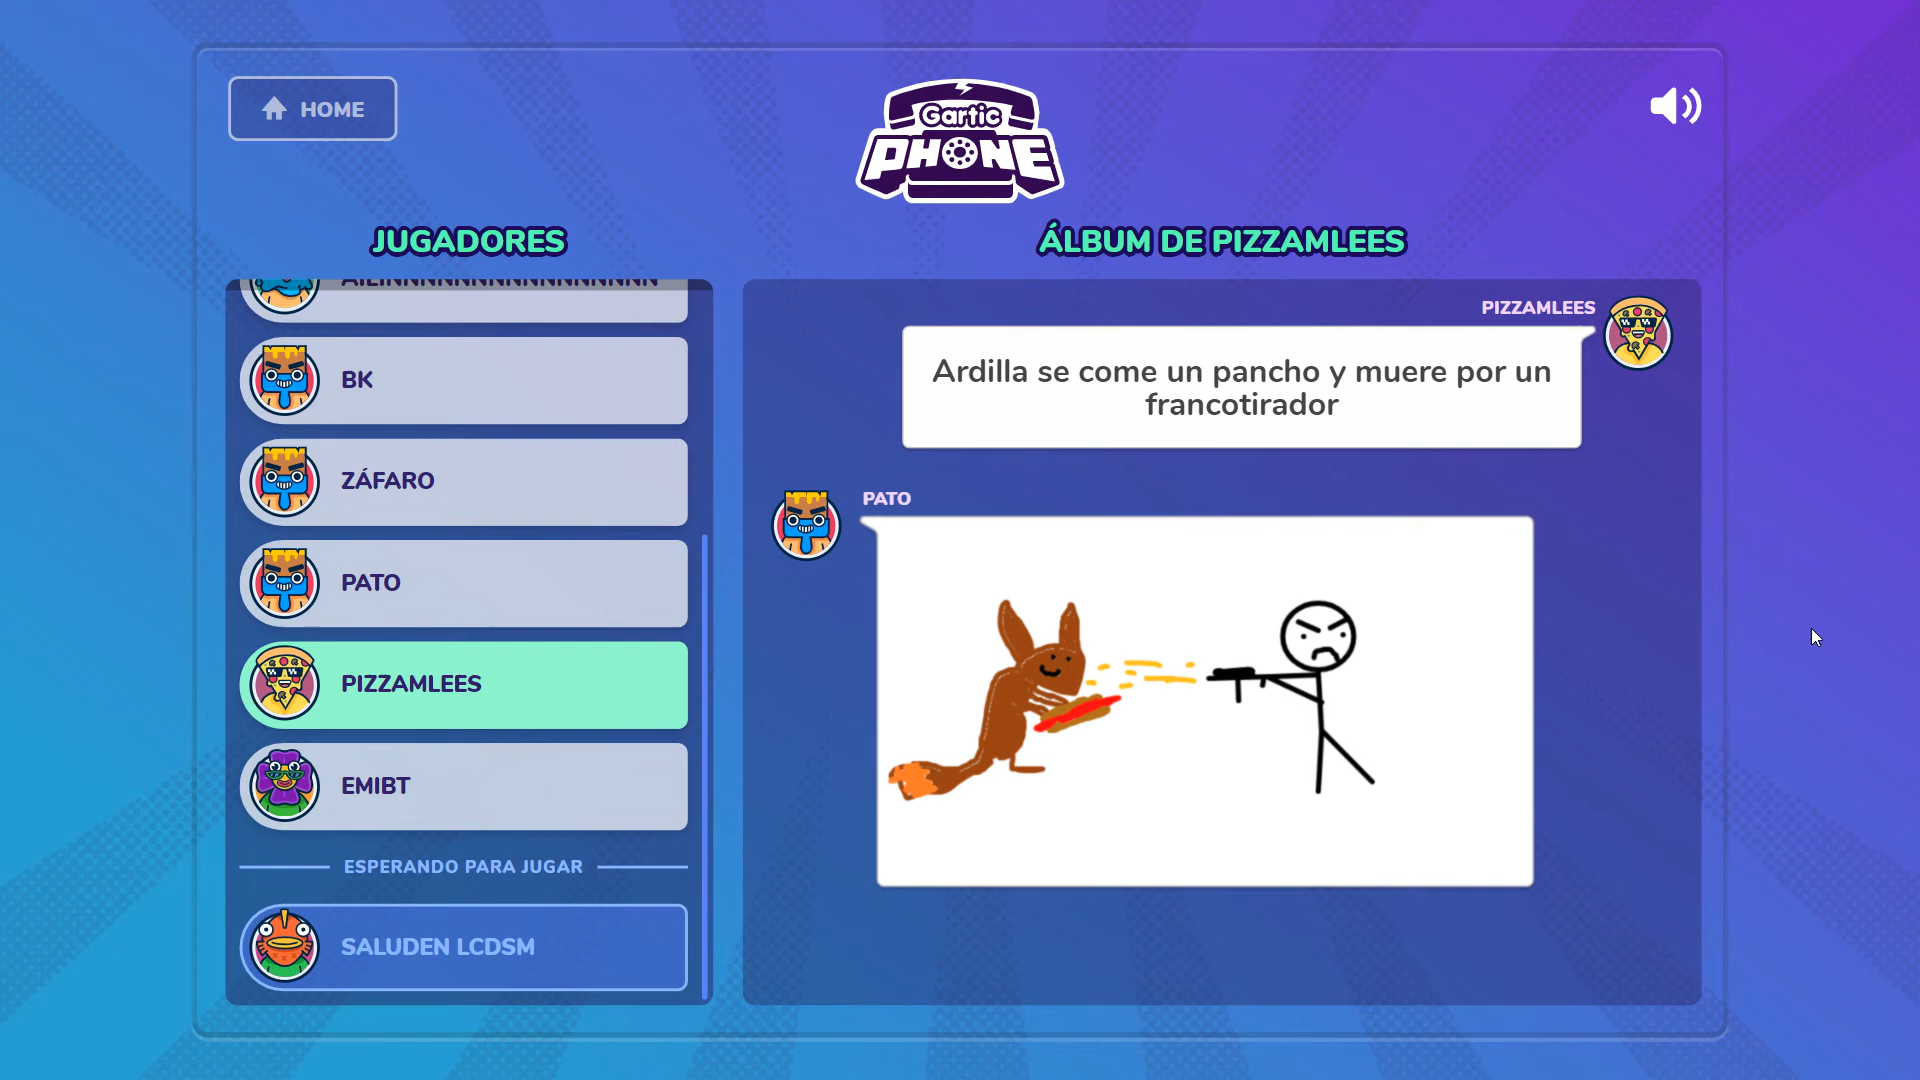 HOME
Gartic
PHONE
JUGADORES
ÁLBUM DE PIZZAMLEES
BK
ZÁFARO
PATO
PIZZAMLEES
EMIBT
ESPERANDO PARA JUGAR
SALUDEN LCDSM
PIZZAMLEES
Ardilla se come un pancho y muere por un
francotirador
PATO